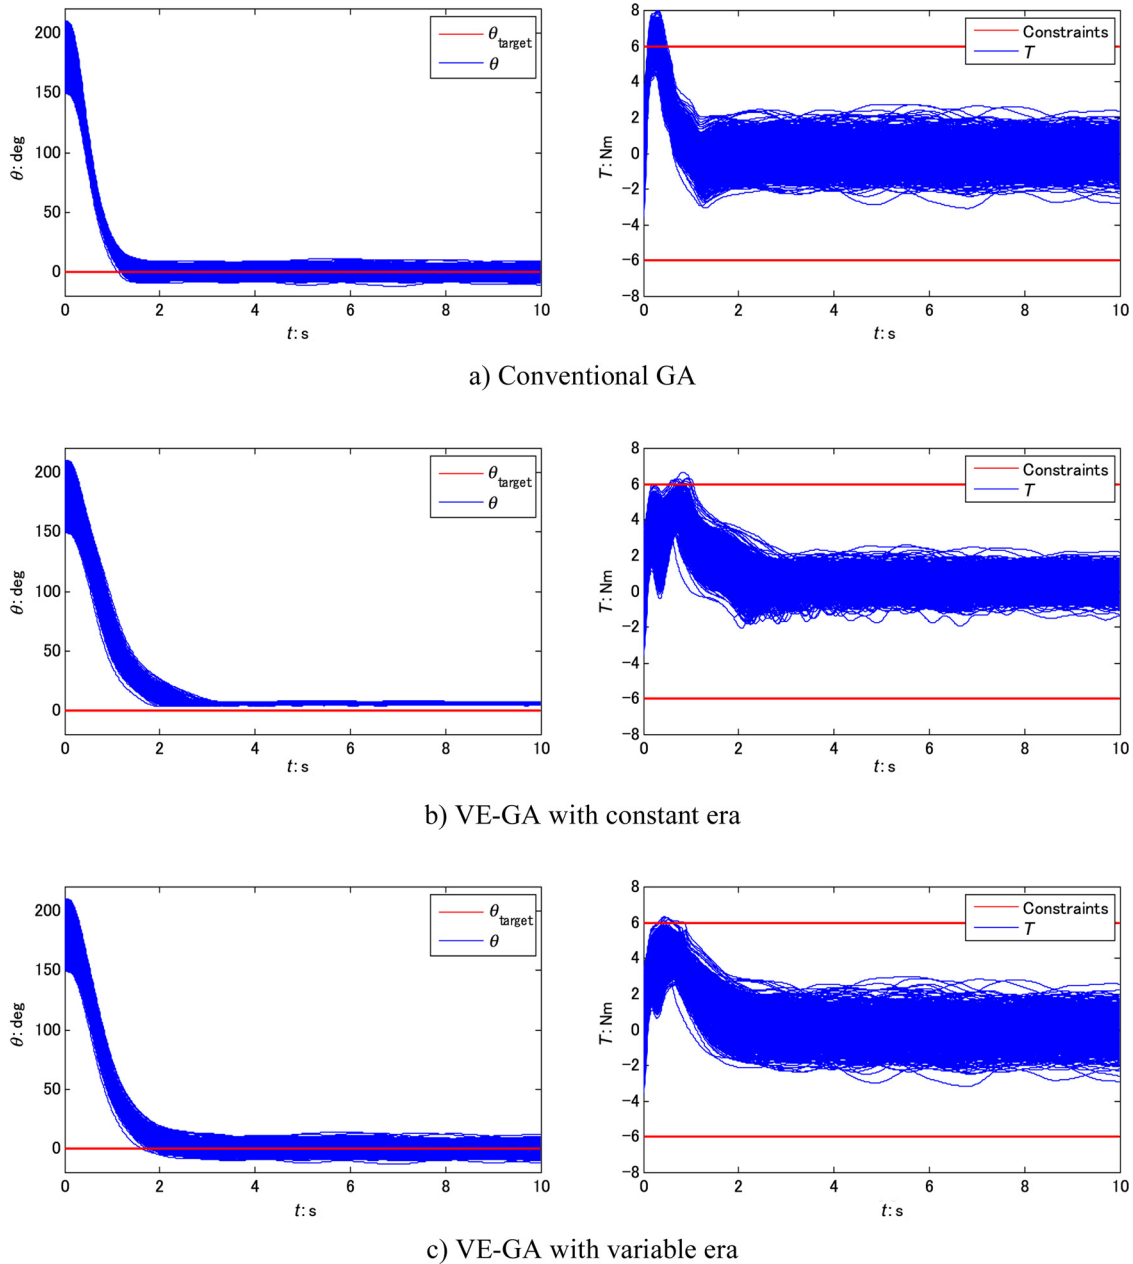 200
150
100
50
0
θ: deg
0 2 4 6 8 10
t: s
θtarget
θ
8
6
4
2
0
−2
−4
−6
−8
T: Nm
0 2 4 6 8 10
t: s
Constraints
T
a) Conventional GA
200
150
100
50
0
θ: deg
0 2 4 6 8 10
t: s
θtarget
θ
8
6
4
2
0
−2
−4
−6
−8
T: Nm
0 2 4 6 8 10
t: s
Constraints
T
b) VE-GA with constant era
200
150
100
50
0
θ: deg
0 2 4 6 8 10
t: s
θtarget
θ
8
6
4
2
0
−2
−4
−6
−8
T: Nm
0 2 4 6 8 10
t: s
Constraints
T
c) VE-GA with variable era